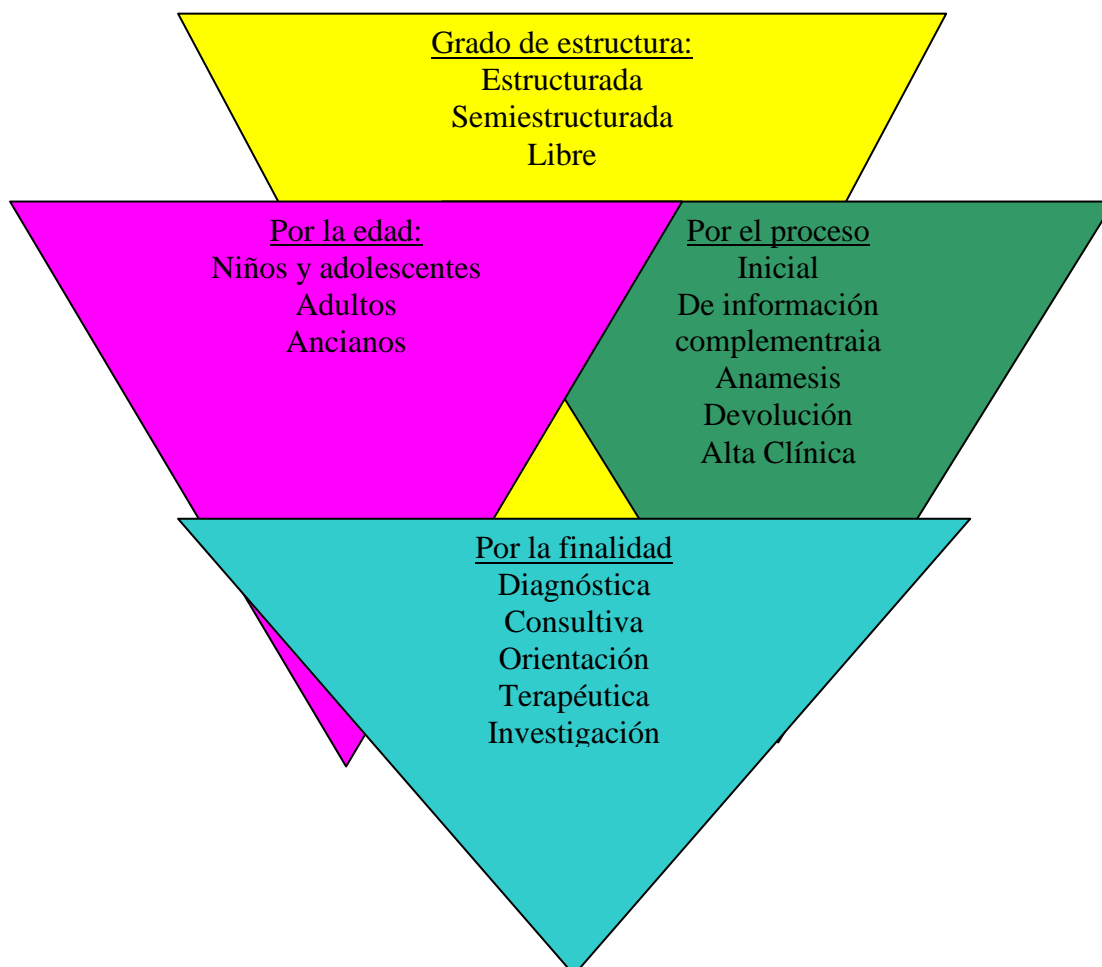 Grado de estructura:
Estructurada
Semiestructurada
Libre
Por la edad:
Niños y adolescentes
Adultos
Ancianos
Por el proceso
Inicial
De información
complementraia
Anamesis
Devolución
Alta Clínica
Por la finalidad
Diagnóstica
Consultiva
Orientación
Terapéutica
Investigación